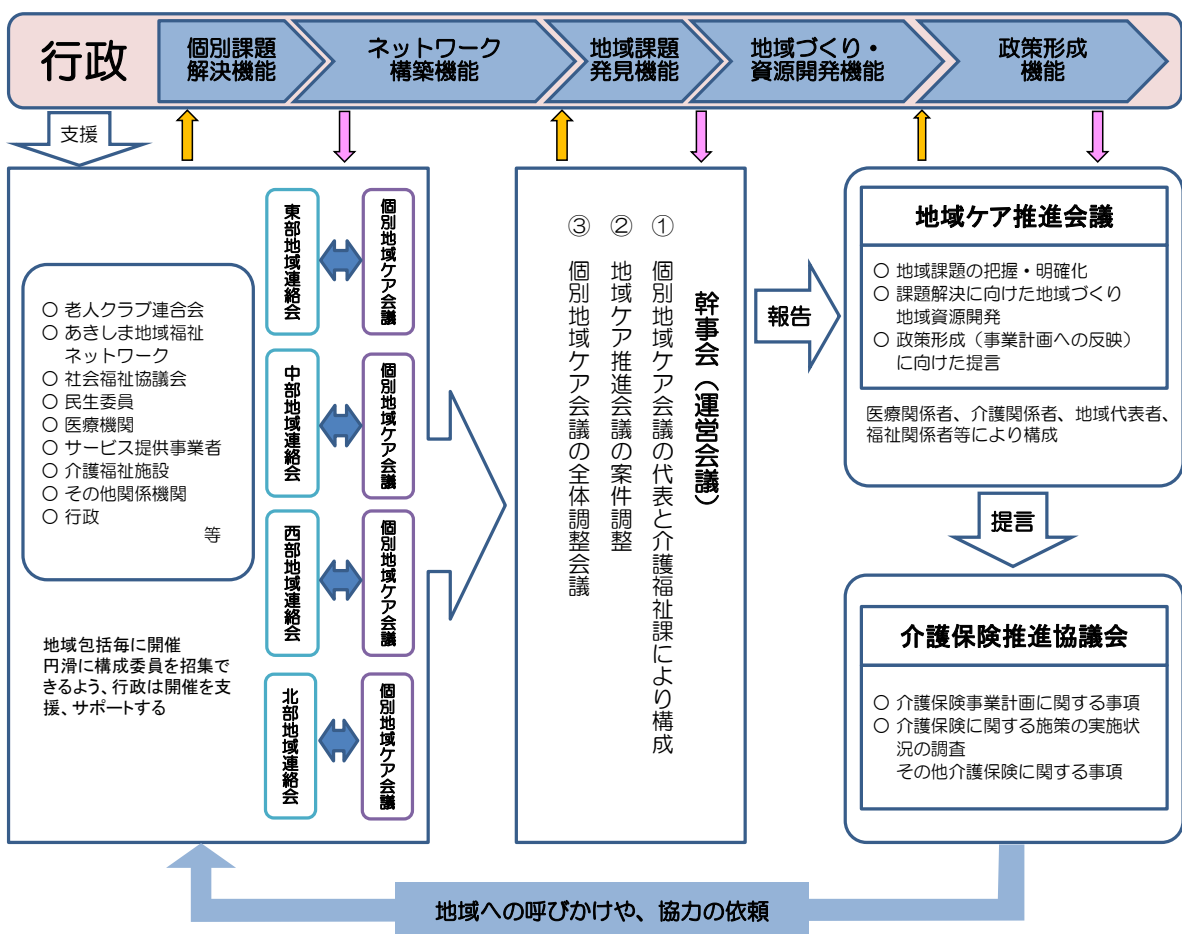 行政
個別課題
解決機能
ネットワーク
構築機能
地域課題
発見機能
地域づくり・
資源開発機能
政策形成
機能
支援
○ 老人クラブ連合会
○ あきしま地域福祉
ネットワーク
○ 社会福祉協議会
○ 民生委員
○ 医療機関
○ サービス提供事業者
○ 介護福祉施設
○ その他関係機関
○ 行政
等
地域包括毎に開催
円滑に構成委員を招集で
きるよう、行政は開催を支
援、サポートする
東部地域連絡会
個別地域ケア会議
中部地域連絡会
個別地域ケア会議
西部地域連絡会
個別地域ケア会議
北部地域連絡会
個別地域ケア会議
幹事会（運営会議）
① 個別地域ケア会議の代表と介護福祉課により構成
② 地域ケア推進会議の案件調整
③ 個別地域ケア会議の全体調整会議
報告
地域ケア推進会議
○ 地域課題の把握・明確化
○ 課題解決に向けた地域づくり
地域資源開発
○ 政策形成（事業計画への反映）
に向けた提言
医療関係者、介護関係者、地域代表者、
福祉関係者等により構成
提言
介護保険推進協議会
○ 介護保険事業計画に関する事項
○ 介護保険に関する施策の実施状
況の調査
その他介護保険に関する事項
地域への呼びかけや、協力の依頼